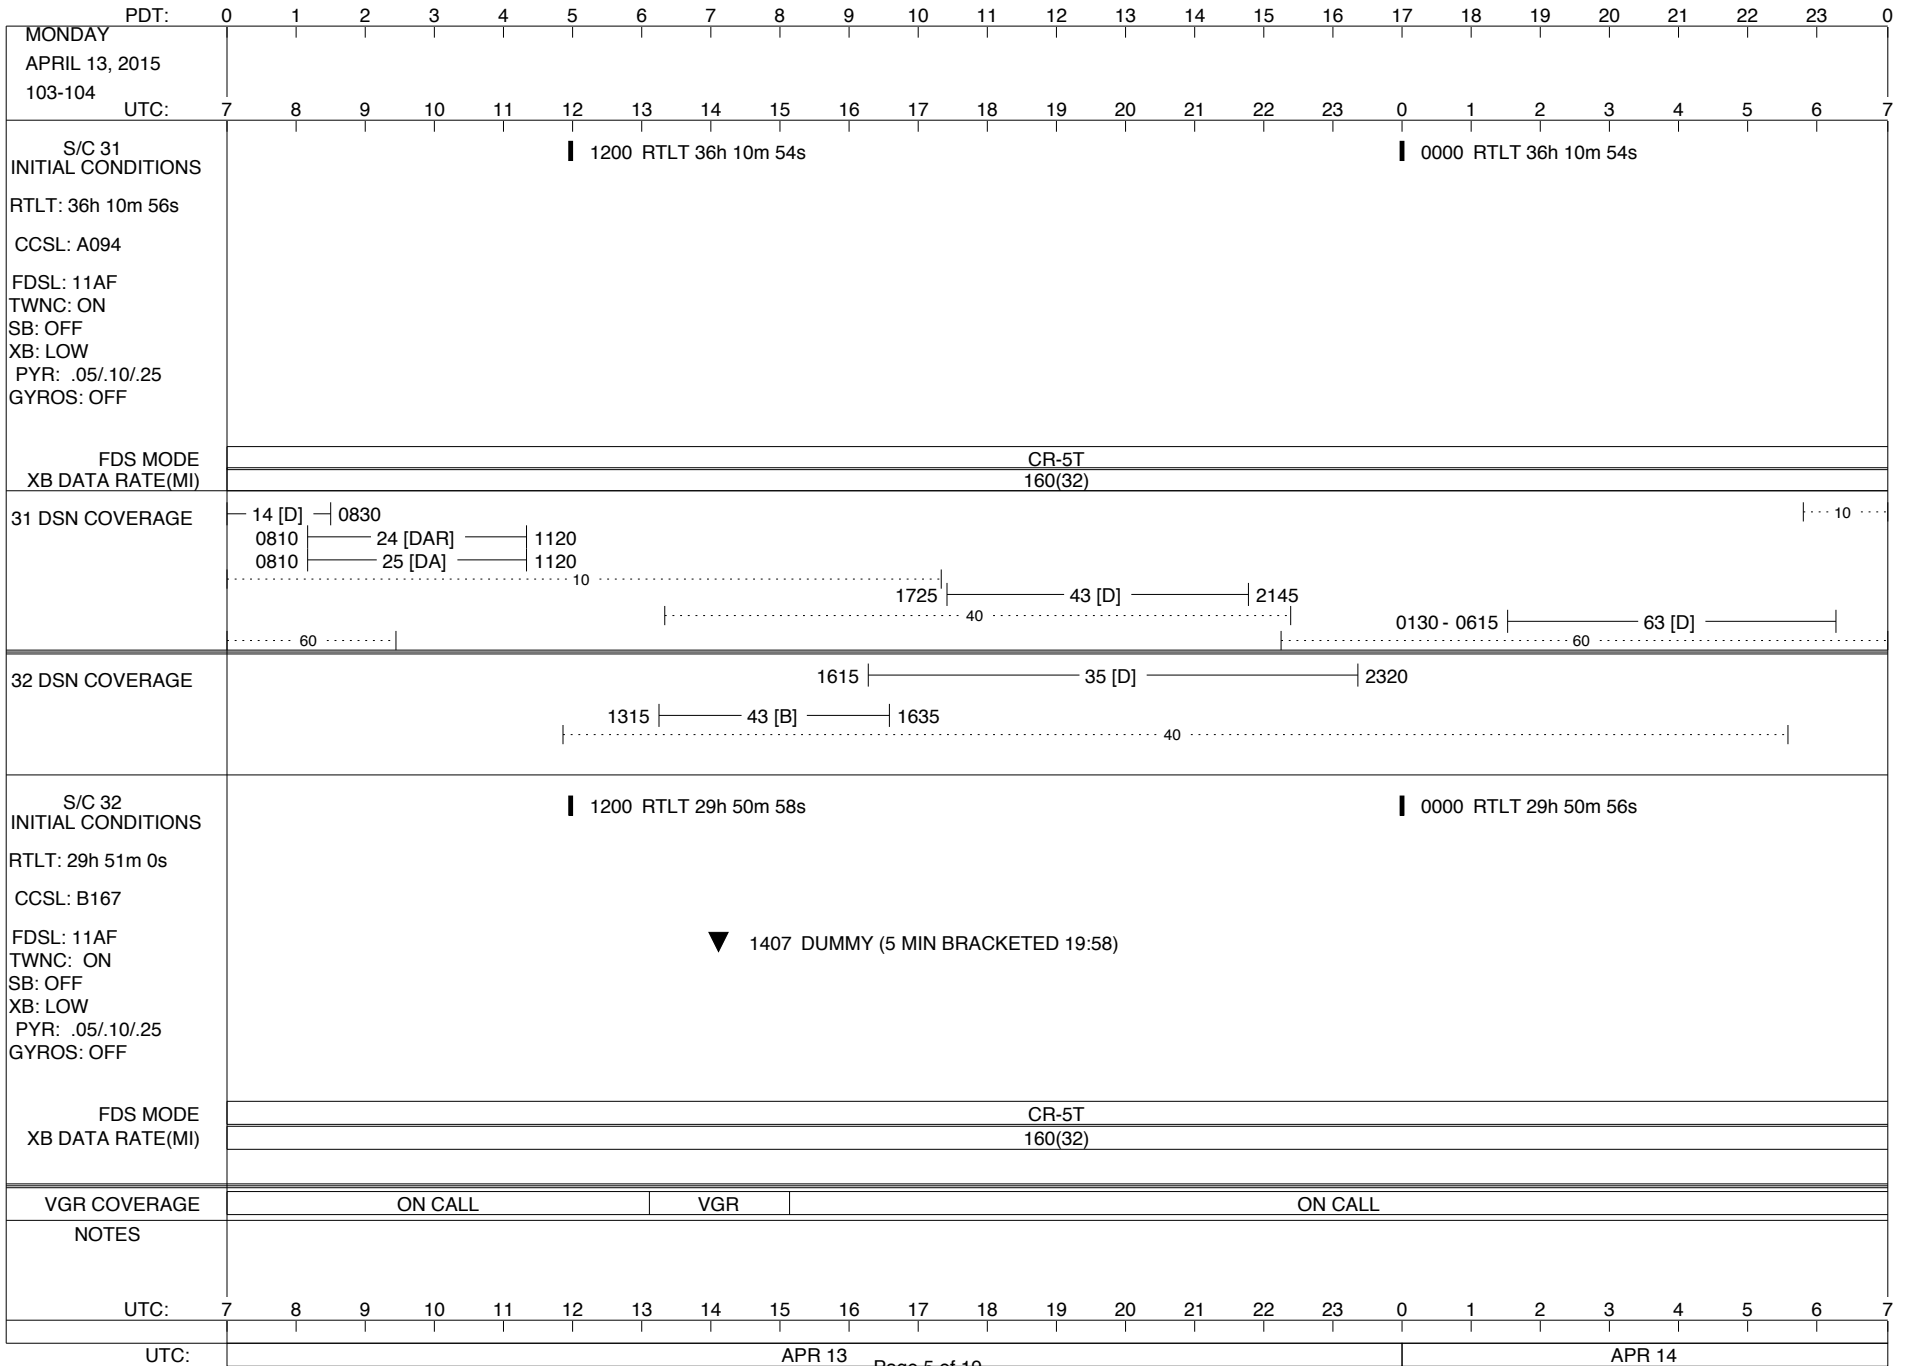 PDT: 0 1 2 3 4 5 6 7 8 9 10 11 12 13 14 15 16 17 18 19 20 21 22 23 0
MONDAY
APRIL 13, 2015
103-104
UTC: 7 8 9 10 11 12 13 14 15 16 17 18 19 20 21 22 23 0 1 2 3 4 5 6 7
S/C 31
INITIAL CONDITIONS
1200 RTLT 36h 10m 54s
0000 RTLT 36h 10m 54s
RTLT: 36h 10m 56s
CCSL: A094
FDSL: 11AF
TWNC: ON
SB: OFF
XB: LOW
PYR: .05/.10/.25
GYROS: OFF
FDS MODE CR-5T
XB DATA RATE(MI) 160(32)
31 DSN COVERAGE
14 [D] 0830
10
0810 24 [DAR] 1120
0810 25 [DA] 1120
10
1725 43 [D] 2145
40
0130 - 0615 63 [D]
60
60
32 DSN COVERAGE
1615 35 [D] 2320
1315 43 [B] 1635
40
S/C 32
INITIAL CONDITIONS
1200 RTLT 29h 50m 58s
0000 RTLT 29h 50m 56s
RTLT: 29h 51m 0s
CCSL: B167
FDSL: 11AF
1407 DUMMY (5 MIN BRACKETED 19:58)
TWNC: ON
SB: OFF
XB: LOW
PYR: .05/.10/.25
GYROS: OFF
FDS MODE CR-5T
XB DATA RATE(MI) 160(32)
VGR COVERAGE ON CALL VGR ON CALL
NOTES
UTC: 7 8 9 10 11 12 13 14 15 16 17 18 19 20 21 22 23 0 1 2 3 4 5 6 7
UTC: APR 13 APR 14
Page 5 of 19